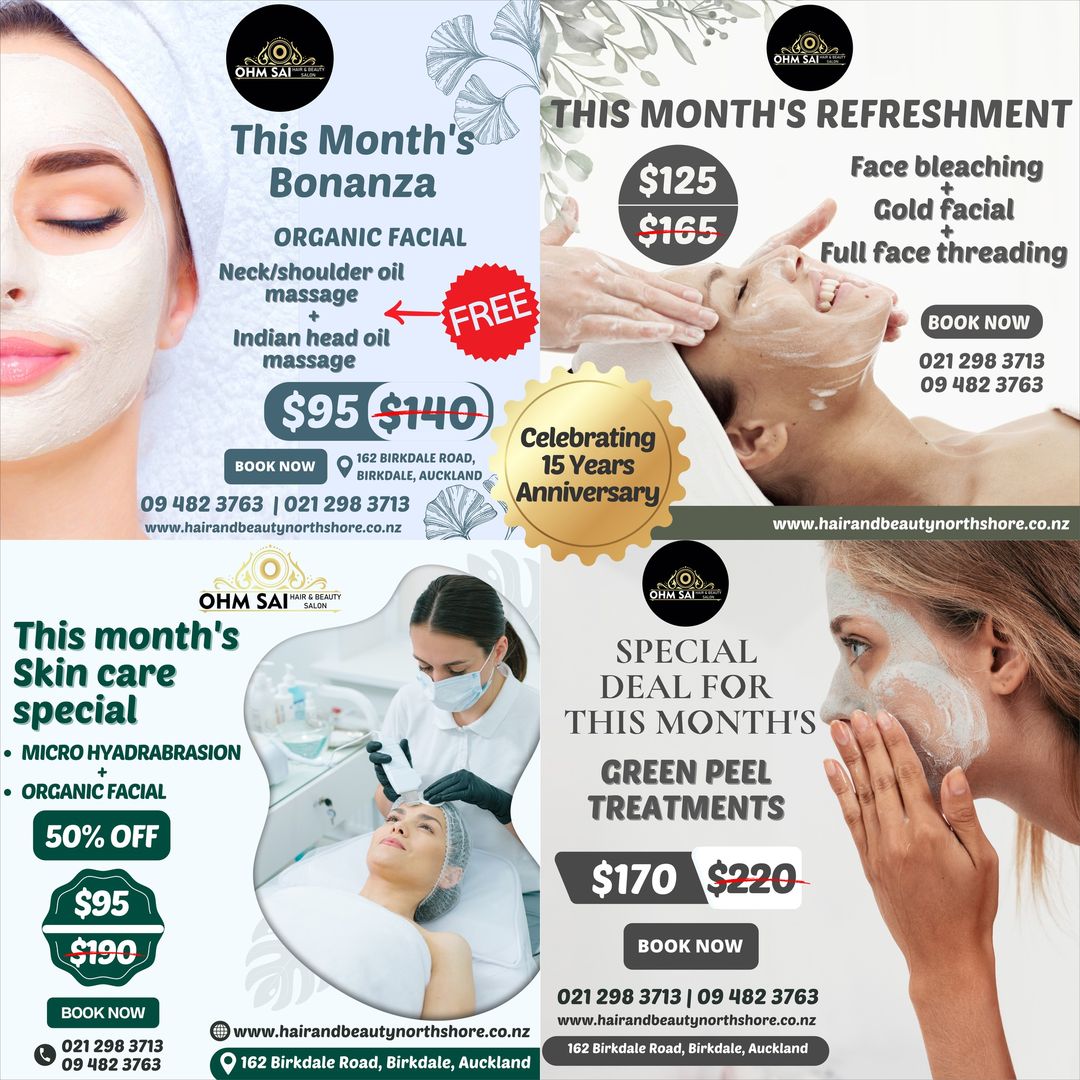 OHM SAI HAIR & BEAUTY
SALON
This Month's
Bonanza
ORGANIC FACIAL
Neck/shoulder oil
massage
+
Indian head oil
massage
FREE
$95 $140
BOOK NOW
162 BIRKDALE ROAD,
BIRKDALE, AUCKLAND
09 482 3763 | 021 298 3713
www.hairandbeautynorthshore.co.nz
OHM SAI HAIR & BEAUTY
SALON
THIS MONTH'S REFRESHMENT
$125
$165
Face bleaching
+
Gold facial
+
Full face threading
BOOK NOW
021 298 3713
09 482 3763
www.hairandbeautynorthshore.co.nz
Celebrating
15 Years
Anniversary
OHM SAI HAIR & BEAUTY
SALON
This month's
Skin care
special
• MICRO HYADRABRASION
+
• ORGANIC FACIAL
50% OFF
$95
$190
BOOK NOW
021 298 3713
09 482 3763
www.hairandbeautynorthshore.co.nz
162 Birkdale Road, Birkdale, Auckland
OHM SAI HAIR & BEAUTY
SALON
SPECIAL
DEAL FOR
THIS MONTH'S
GREEN PEEL
TREATMENTS
$170 $220
BOOK NOW
021 298 3713 | 09 482 3763
www.hairandbeautynorthshore.co.nz
162 Birkdale Road, Birkdale, Auckland